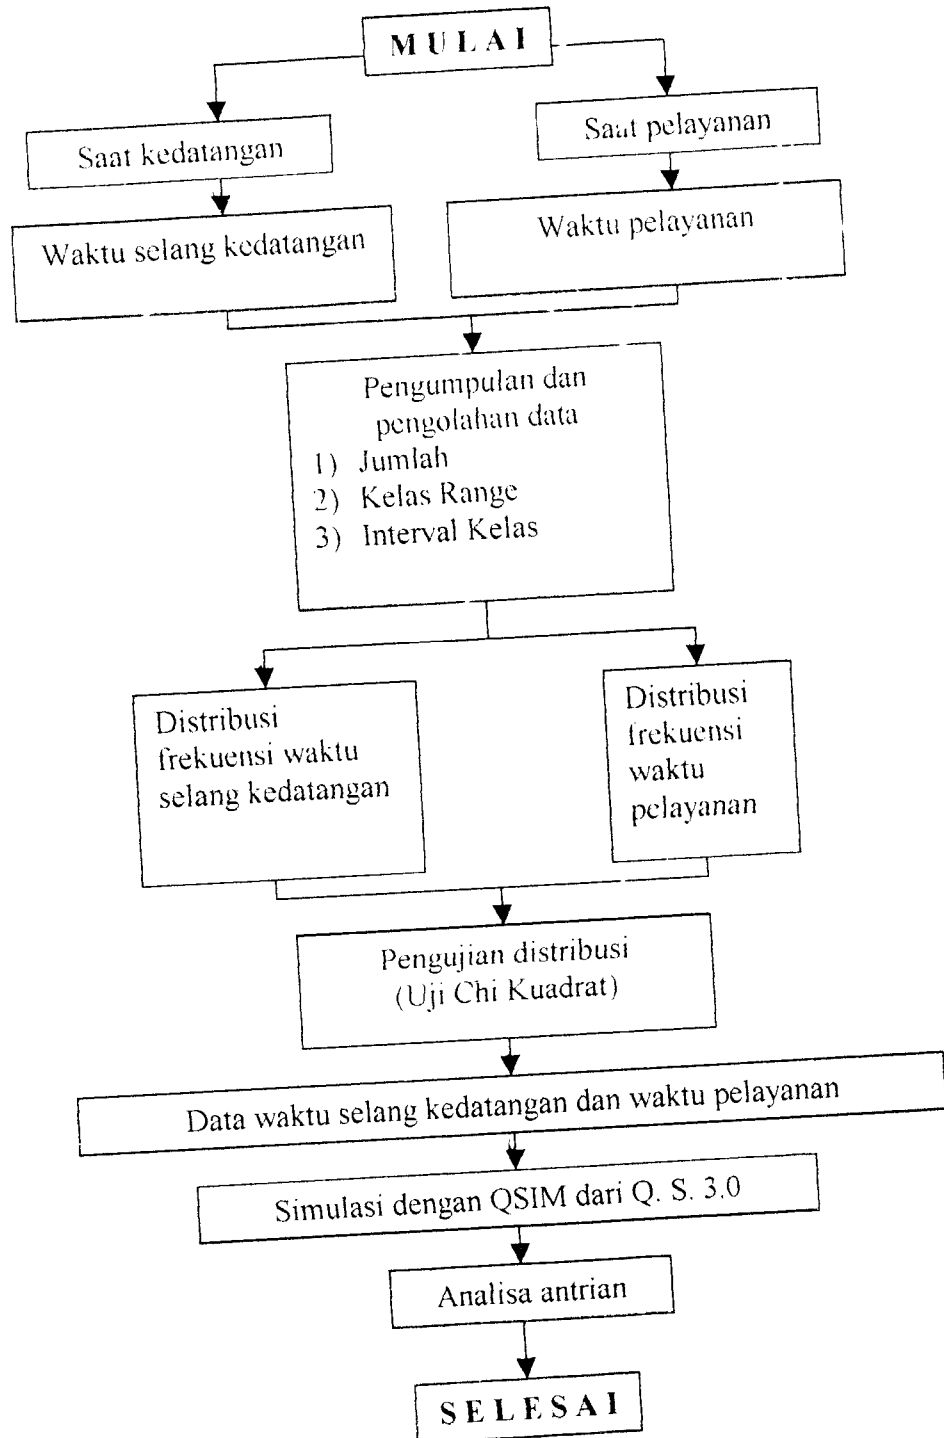 M U L A I
Saat kedatangan
Saat pelayanan
Waktu selang kedatangan
Waktu pelayanan
Pengumpulan dan
pengolahan data
1) Jumlah
2) Kelas Range
3) Interval Kelas
Distribusi
frekuensi waktu
selang kedatangan
Distribusi
frekuensi
waktu
pelayanan
Pengujian distribusi
(Uji Chi Kuadrat)
Data waktu selang kedatangan dan waktu pelayanan
Simulasi dengan QSIM dari Q. S. 3.0
Analisa antrian
S E L E S A I